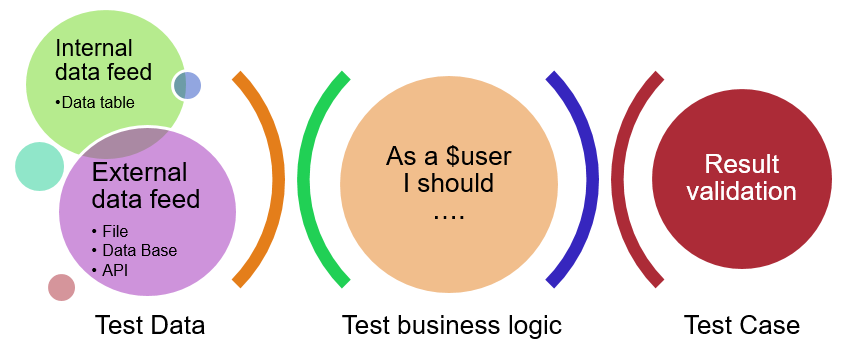 Internal
data feed
•Data table
External
data feed
• File
• Data Base
• API
Test Data
As a $user
I should
....
Test business logic
Result
validation
Test Case